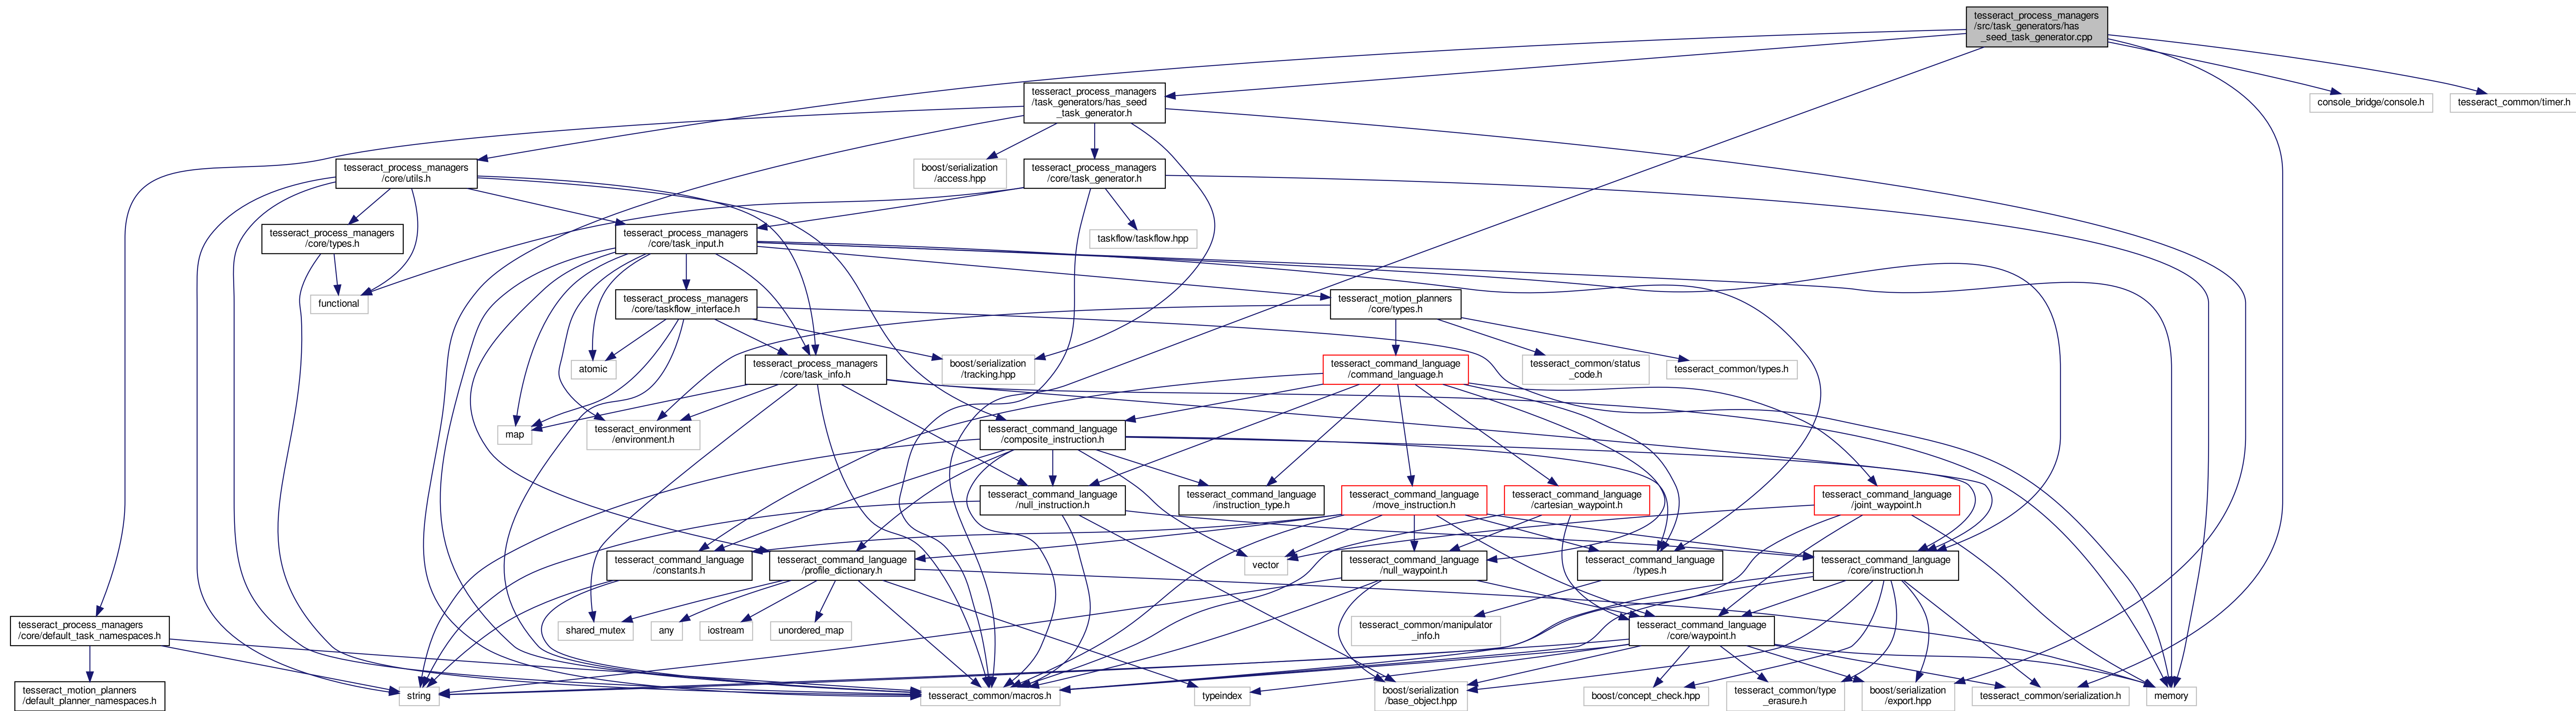 tesseract_process_managers
/src/task_generators/has
_seed_task_generator.cpp
tesseract_process_managers
/task_generators/has_seed
_task_generator.h
console_bridge/console.h
tesseract_common/timer.h
tesseract_process_managers
/core/utils.h
boost/serialization
/access.hpp
tesseract_process_managers
/core/task_generator.h
tesseract_process_managers
/core/types.h
tesseract_process_managers
/core/task_input.h
taskflow/taskflow.hpp
functional
tesseract_process_managers
/core/taskflow_interface.h
tesseract_motion_planners
/core/types.h
atomic
tesseract_process_managers
/core/task_info.h
boost/serialization
/tracking.hpp
tesseract_command_language
/command_language.h
tesseract_common/status
_code.h
tesseract_common/types.h
map
tesseract_environment
/environment.h
tesseract_command_language
/composite_instruction.h
tesseract_command_language
/null_instruction.h
tesseract_command_language
/instruction_type.h
tesseract_command_language
/move_instruction.h
tesseract_command_language
/cartesian_waypoint.h
tesseract_command_language
/joint_waypoint.h
tesseract_command_language
/constants.h
tesseract_command_language
/profile_dictionary.h
vector
tesseract_command_language
/null_waypoint.h
tesseract_command_language
/types.h
tesseract_command_language
/core/instruction.h
tesseract_process_managers
/core/default_task_namespaces.h
shared_mutex
any
iostream
unordered_map
tesseract_common/manipulator
_info.h
tesseract_command_language
/core/waypoint.h
tesseract_motion_planners
/default_planner_namespaces.h
string
tesseract_common/macros.h
typeindex
boost/serialization
/base_object.hpp
boost/concept_check.hpp
tesseract_common/type
_erasure.h
boost/serialization
/export.hpp
tesseract_common/serialization.h
memory